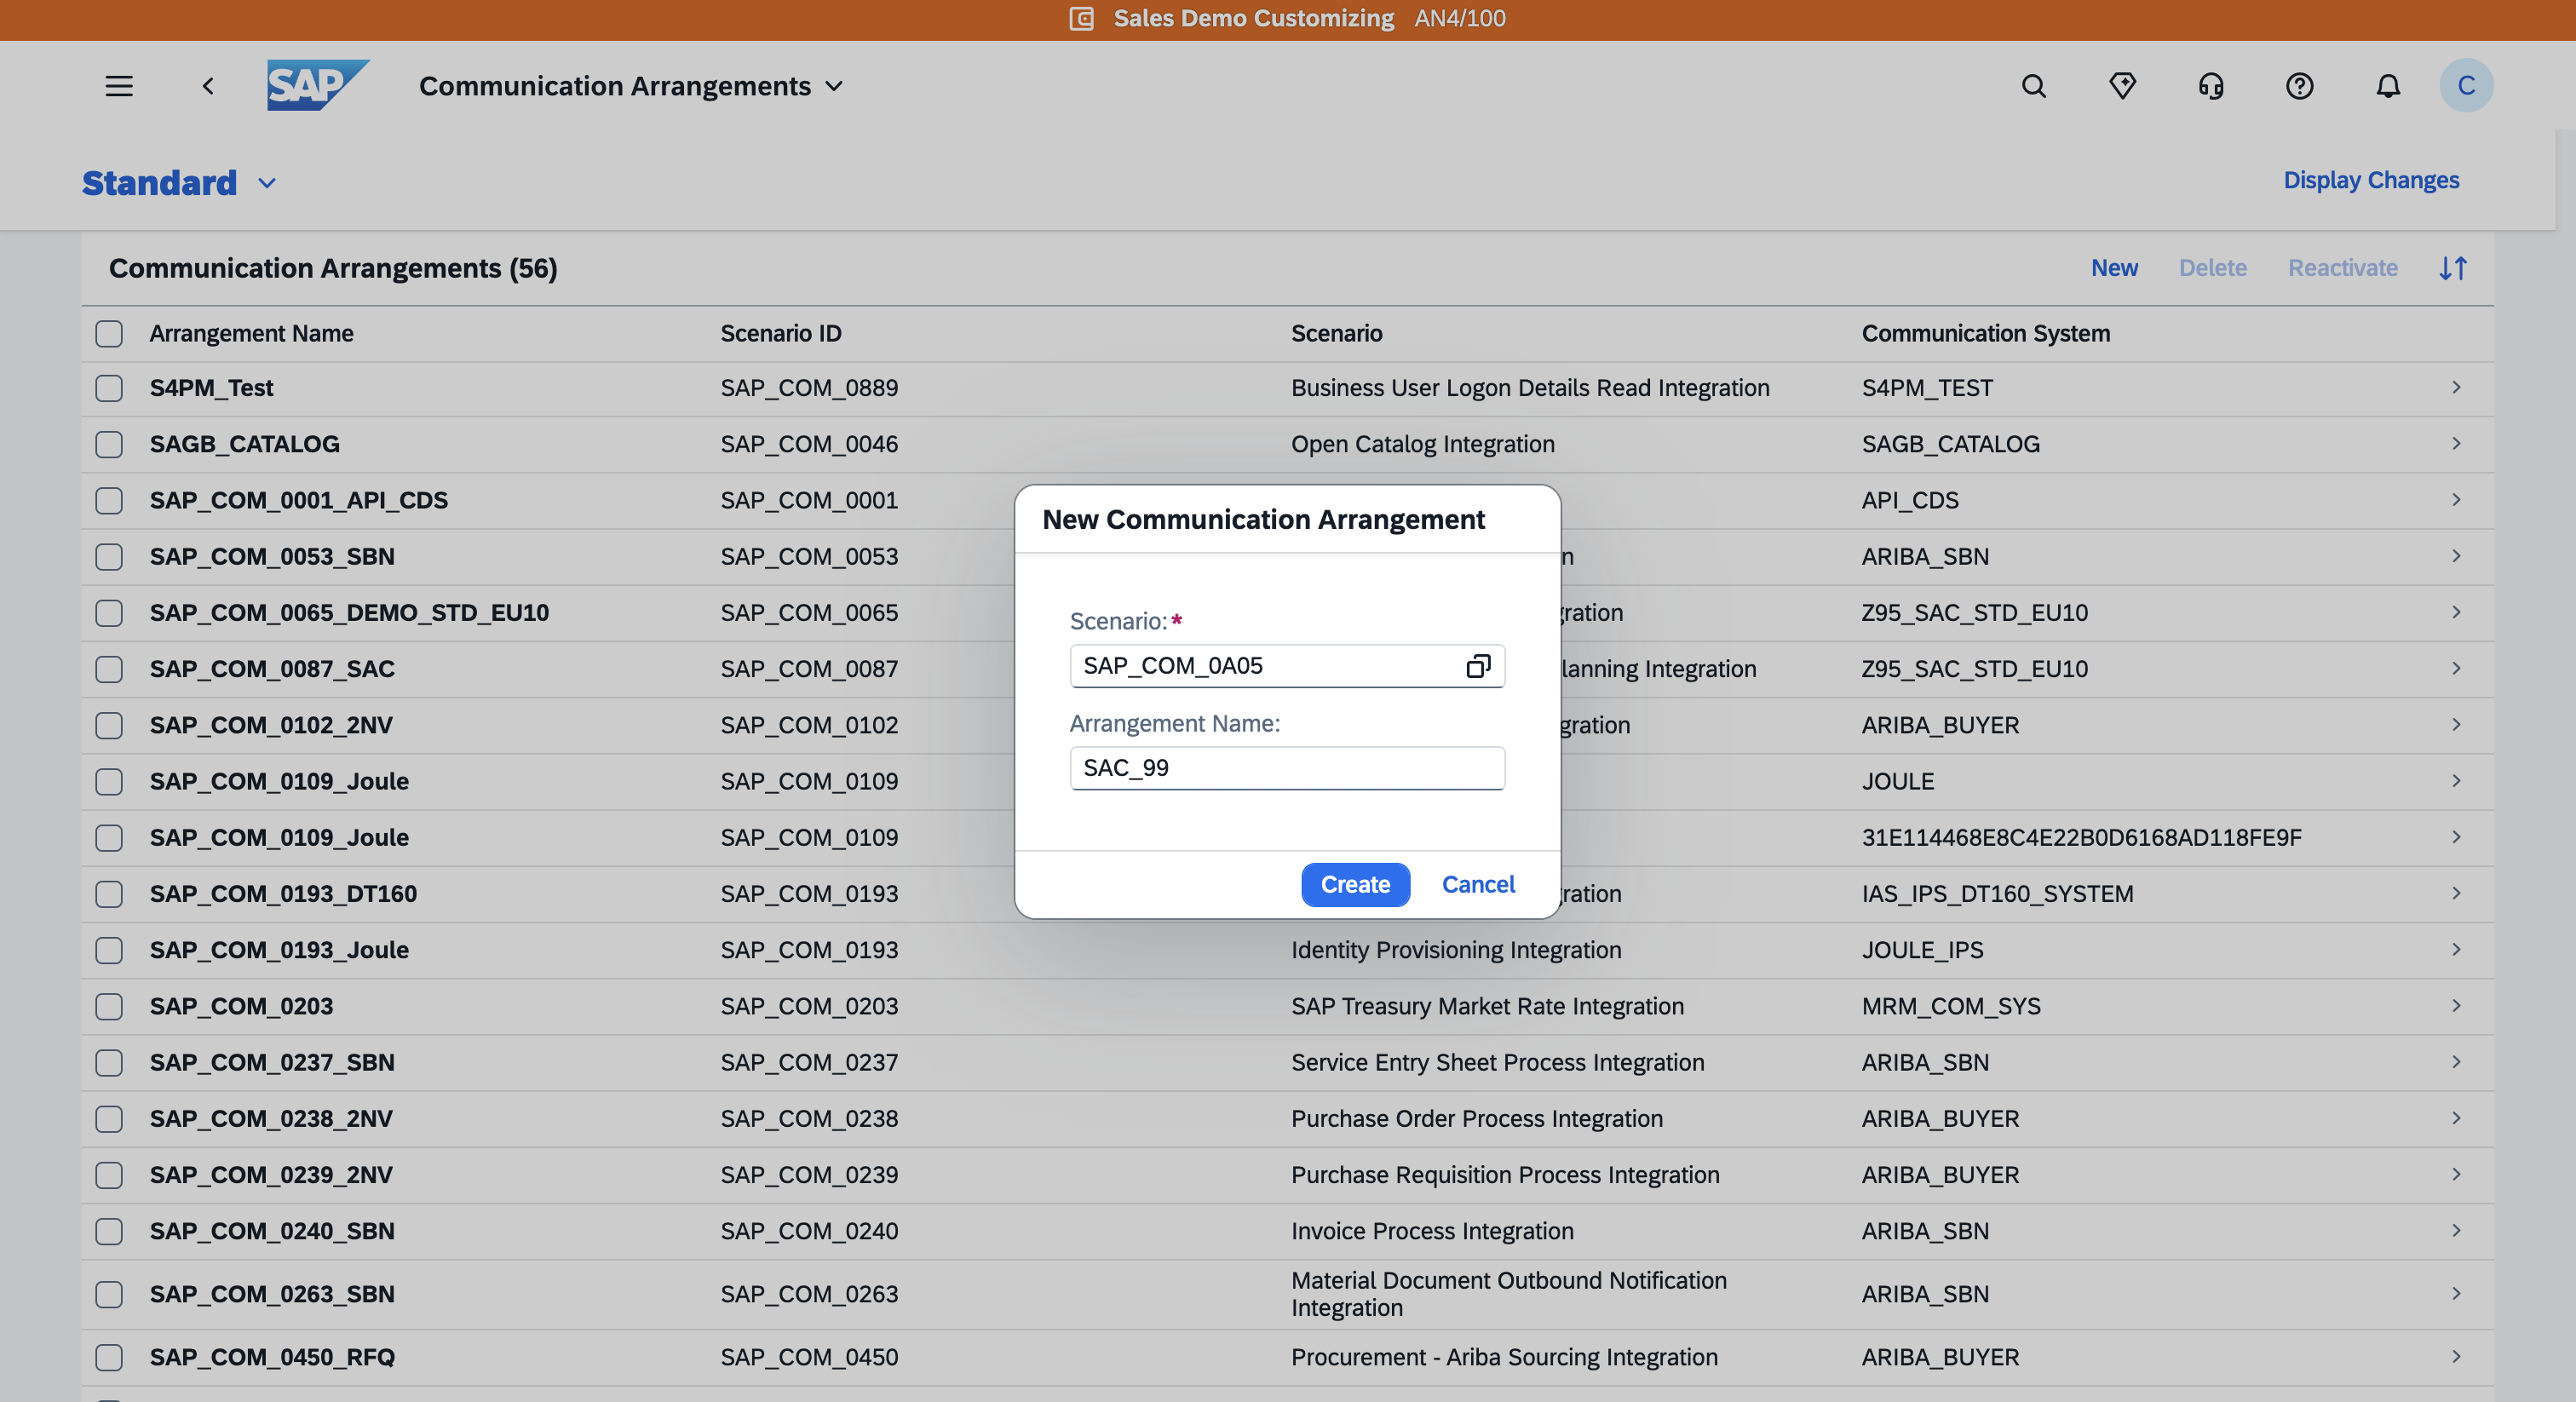 Sales Demo Customizing AN4/100
SAP Communication Arrangements C
Standard Display Changes
Communication Arrangements (56) New Delete Reactivate
Arrangement Name Scenario ID Scenario Communication System
S4PM_Test SAP_COM_0889 Business User Logon Details Read Integration S4PM_TEST
SAGB_CATALOG SAP_COM_0046 Open Catalog Integration SAGB_CATALOG
SAP_COM_0001_API_CDS SAP_COM_0001 API_CDS
SAP_COM_0053_SBN SAP_COM_0053 n ARIBA_SBN
SAP_COM_0065_DEMO_STD_EU10 SAP_COM_0065 gration Z95_SAC_STD_EU10
SAP_COM_0087_SAC SAP_COM_0087 lanning Integration Z95_SAC_STD_EU10
SAP_COM_0102_2NV SAP_COM_0102 gration ARIBA_BUYER
SAP_COM_0109_Joule SAP_COM_0109 JOULE
SAP_COM_0109_Joule SAP_COM_0109 31E114468E8C4E22B0D6168AD118FE9F
SAP_COM_0193_DT160 SAP_COM_0193 gration IAS_IPS_DT160_SYSTEM
SAP_COM_0193_Joule SAP_COM_0193 Identity Provisioning Integration JOULE_IPS
SAP_COM_0203 SAP_COM_0203 SAP Treasury Market Rate Integration MRM_COM_SYS
SAP_COM_0237_SBN SAP_COM_0237 Service Entry Sheet Process Integration ARIBA_SBN
SAP_COM_0238_2NV SAP_COM_0238 Purchase Order Process Integration ARIBA_BUYER
SAP_COM_0239_2NV SAP_COM_0239 Purchase Requisition Process Integration ARIBA_BUYER
SAP_COM_0240_SBN SAP_COM_0240 Invoice Process Integration ARIBA_SBN
SAP_COM_0263_SBN SAP_COM_0263 Material Document Outbound Notification
Integration ARIBA_SBN
SAP_COM_0450_RFQ SAP_COM_0450 Procurement - Ariba Sourcing Integration ARIBA_BUYER
New Communication Arrangement
Scenario:*
SAP_COM_0A05
Arrangement Name:
SAC_99
Create Cancel